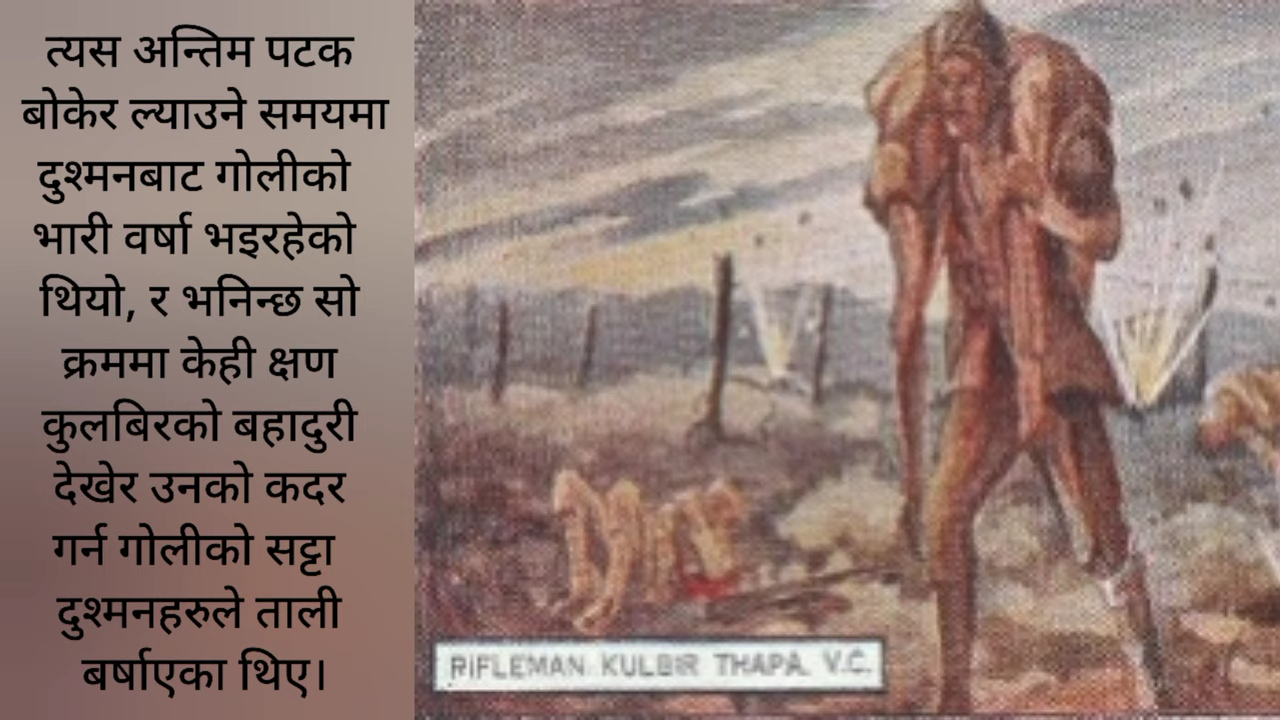 त्यस अन्तिम पटक
बोकेर ल्याउने समयमा
दुश्मनबाट गोलीको
भारी वर्षा भइरहेको
थियो, र भनिन्छ सो
क्रममा केही क्षण
कुलबिरको बहादुरी
देखेर उनको कदर
गर्न गोलीको सट्टा
दुश्मनहरुले ताली
बर्षाएका थिए।
RIFLEMAN KULBIR THAPA. V.C.